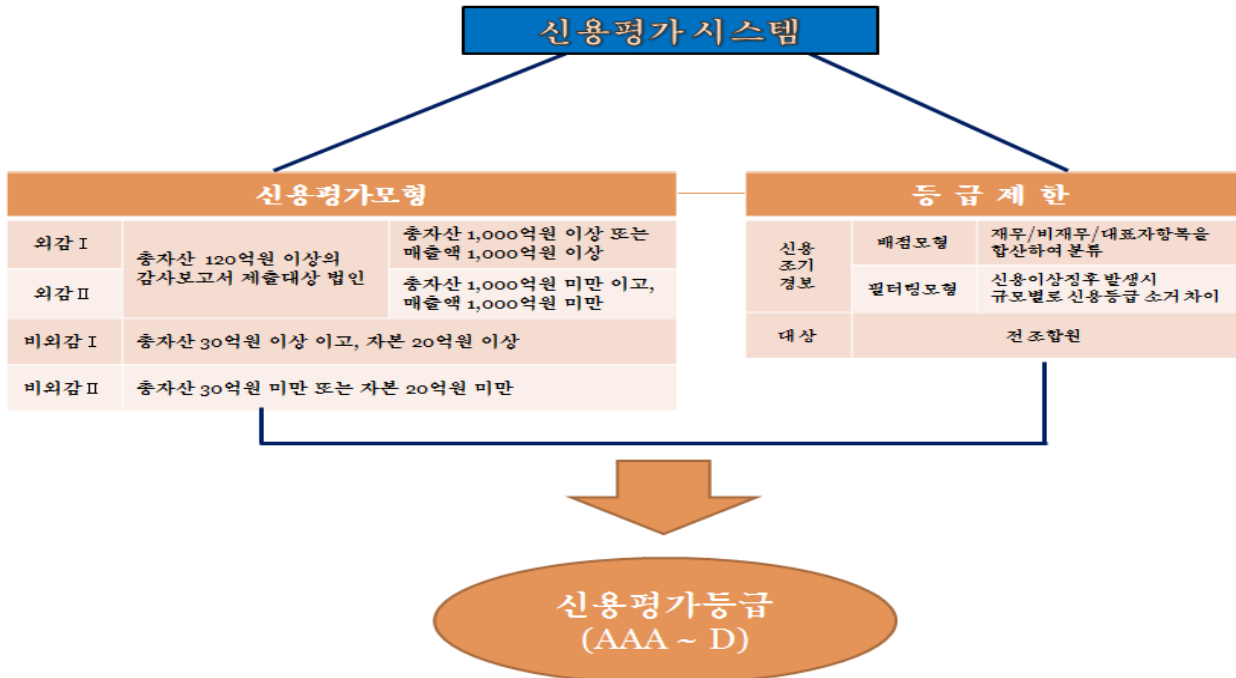 신용평가시스템
신용평가모형
외감Ⅰ
총자산 120억원 이상의
감사보고서 제출대상 법인
총자산 1,000억원 이상 또는
매출액 1,000억원 이상
외감Ⅱ
총자산 1,000억원 미만 이고,
매출액 1,000억원 미만
비외감Ⅰ
총자산 30억원 이상 이고, 자본 20억원 이상
비외감Ⅱ
총자산 30억원 미만 또는 자본 20억원 미만
등 급 제 한
신용
조기
경보
배점모형
재무/비재무/대표자항목을
합산하여 분류
필터링모형
신용이상징후 발생시
규모별로 신용등급 소거 차이
대상
전조합원
신용평가등급
(AAA ~ D)